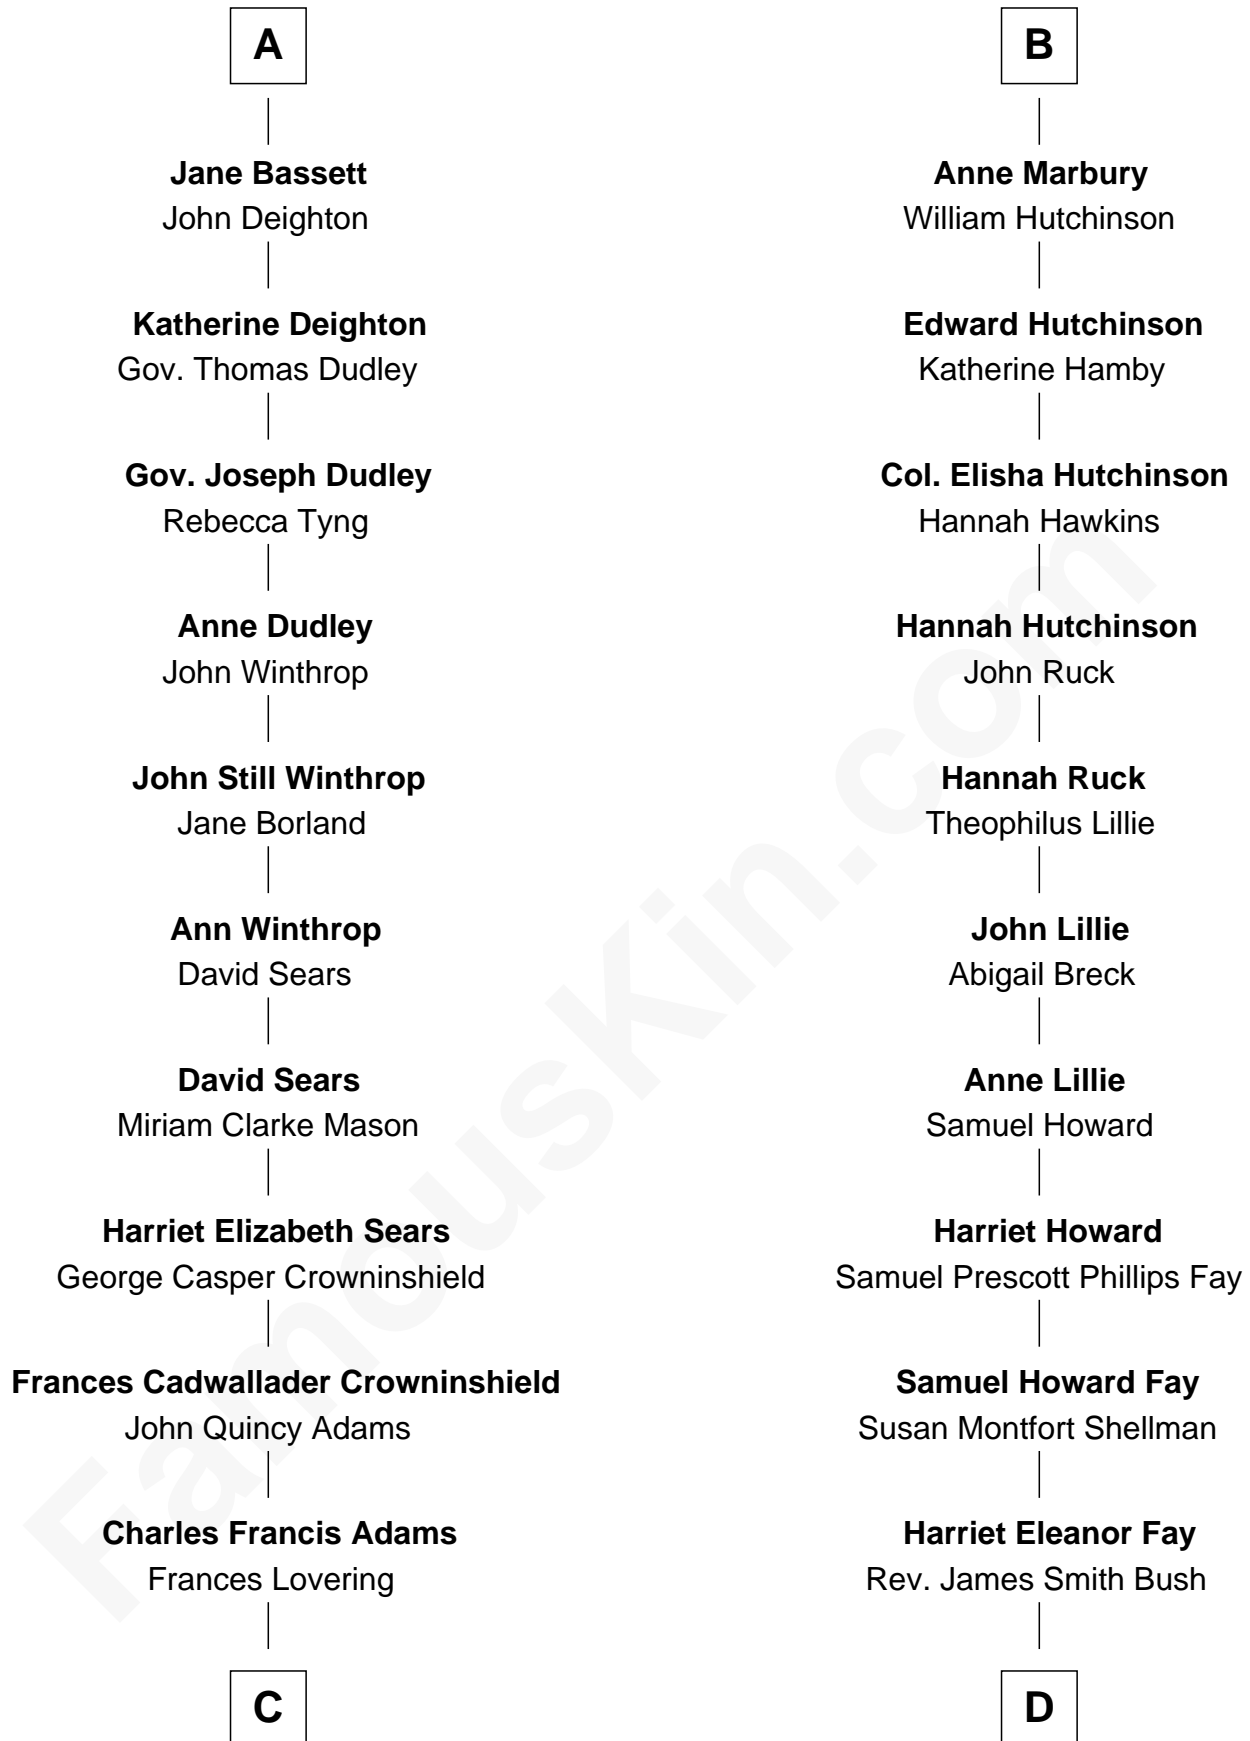 A
Jane Bassett
John Deighton
Katherine Deighton
Gov. Thomas Dudley
Gov. Joseph Dudley
Rebecca Tyng
Anne Dudley
John Winthrop
John Still Winthrop
Jane Borland
Ann Winthrop
David Sears
David Sears
Miriam Clarke Mason
Harriet Elizabeth Sears
George Casper Crowninshield
Frances Cadwallader Crowninshield
John Quincy Adams
Charles Francis Adams
Frances Lovering
C
B
Anne Marbury
William Hutchinson
Edward Hutchinson
Katherine Hamby
Col. Elisha Hutchinson
Hannah Hawkins
Hannah Hutchinson
John Ruck
Hannah Ruck
Theophilus Lillie
John Lillie
Abigail Breck
Anne Lillie
Samuel Howard
Harriet Howard
Samuel Prescott Phillips Fay
Samuel Howard Fay
Susan Montfort Shellman
Harriet Eleanor Fay
Rev. James Smith Bush
D
FamousKin.com